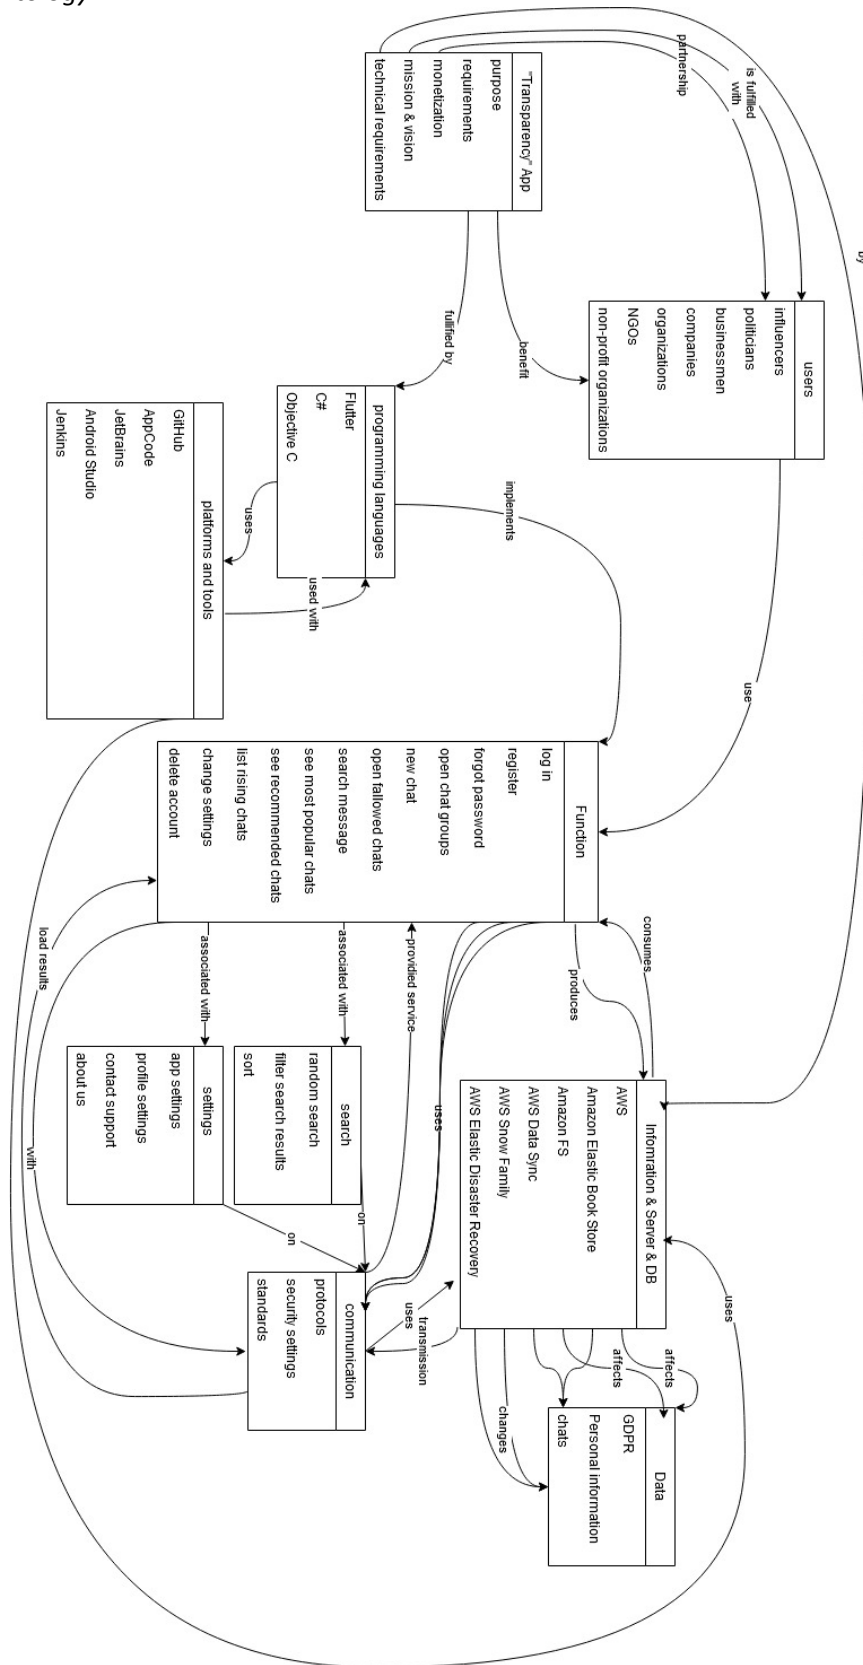 "Transparency" App
purpose
requirements
monetization
mission & vision
technical requirements
partnership
is fulfilled
with
by
benefit
fullified by
users
influencers
politicians
businessmen
companies
organizations
NGOs
non-profit organizations
programming languages
Flutter
C#
Objective C
uses
used with
implements
use
platforms and tools
GitHub
AppCode
JetBrains
Android Studio
Jenkins
Function
log in
register
forgot password
open chat groups
new chat
open fallowed chats
search message
see most popular chats
see recommended chats
list rising chats
change settings
delete account
consumes
produces
providied service
associated with
associated with
load results
with
uses
Infomration & Server & DB
AWS
Amazon Elastic Book Store
Amazon FS
AWS Data Sync
AWS Snow Family
AWS Elastic Disaster Recovery
search
random search
filter search results
sort
settings
app settings
profile settings
contact support
about us
on
on
communication
protocols
security settings
standards
transmission
uses
uses
affects
affects
changes
Data
GDPR
Personal information
chats